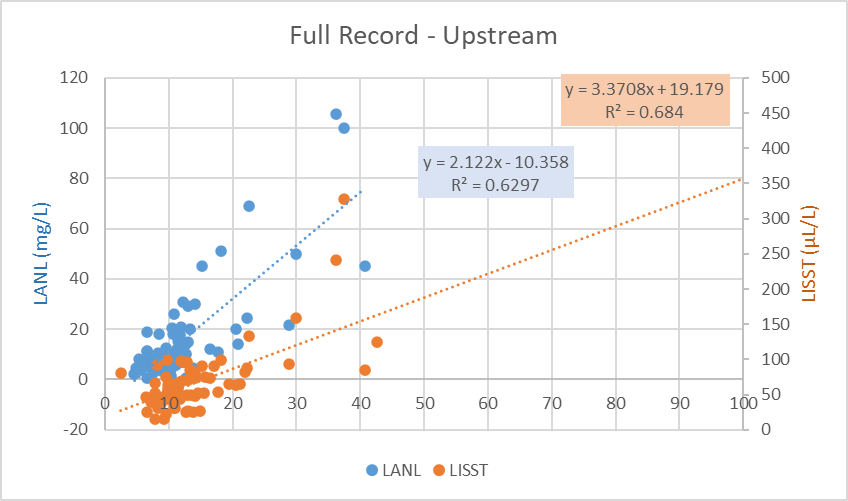 Full Record - Upstream
120
100
80
60
40
20
0
-20
LANL (mg/L)
500
450
400
350
300
250
200
150
100
50
0
LISST (µL/L)
y = 3.3708x + 19.179
R² = 0.684
y = 2.122x - 10.358
R² = 0.6297
0 10 20 30 40 50 60 70 80 90 100
LANL LISST